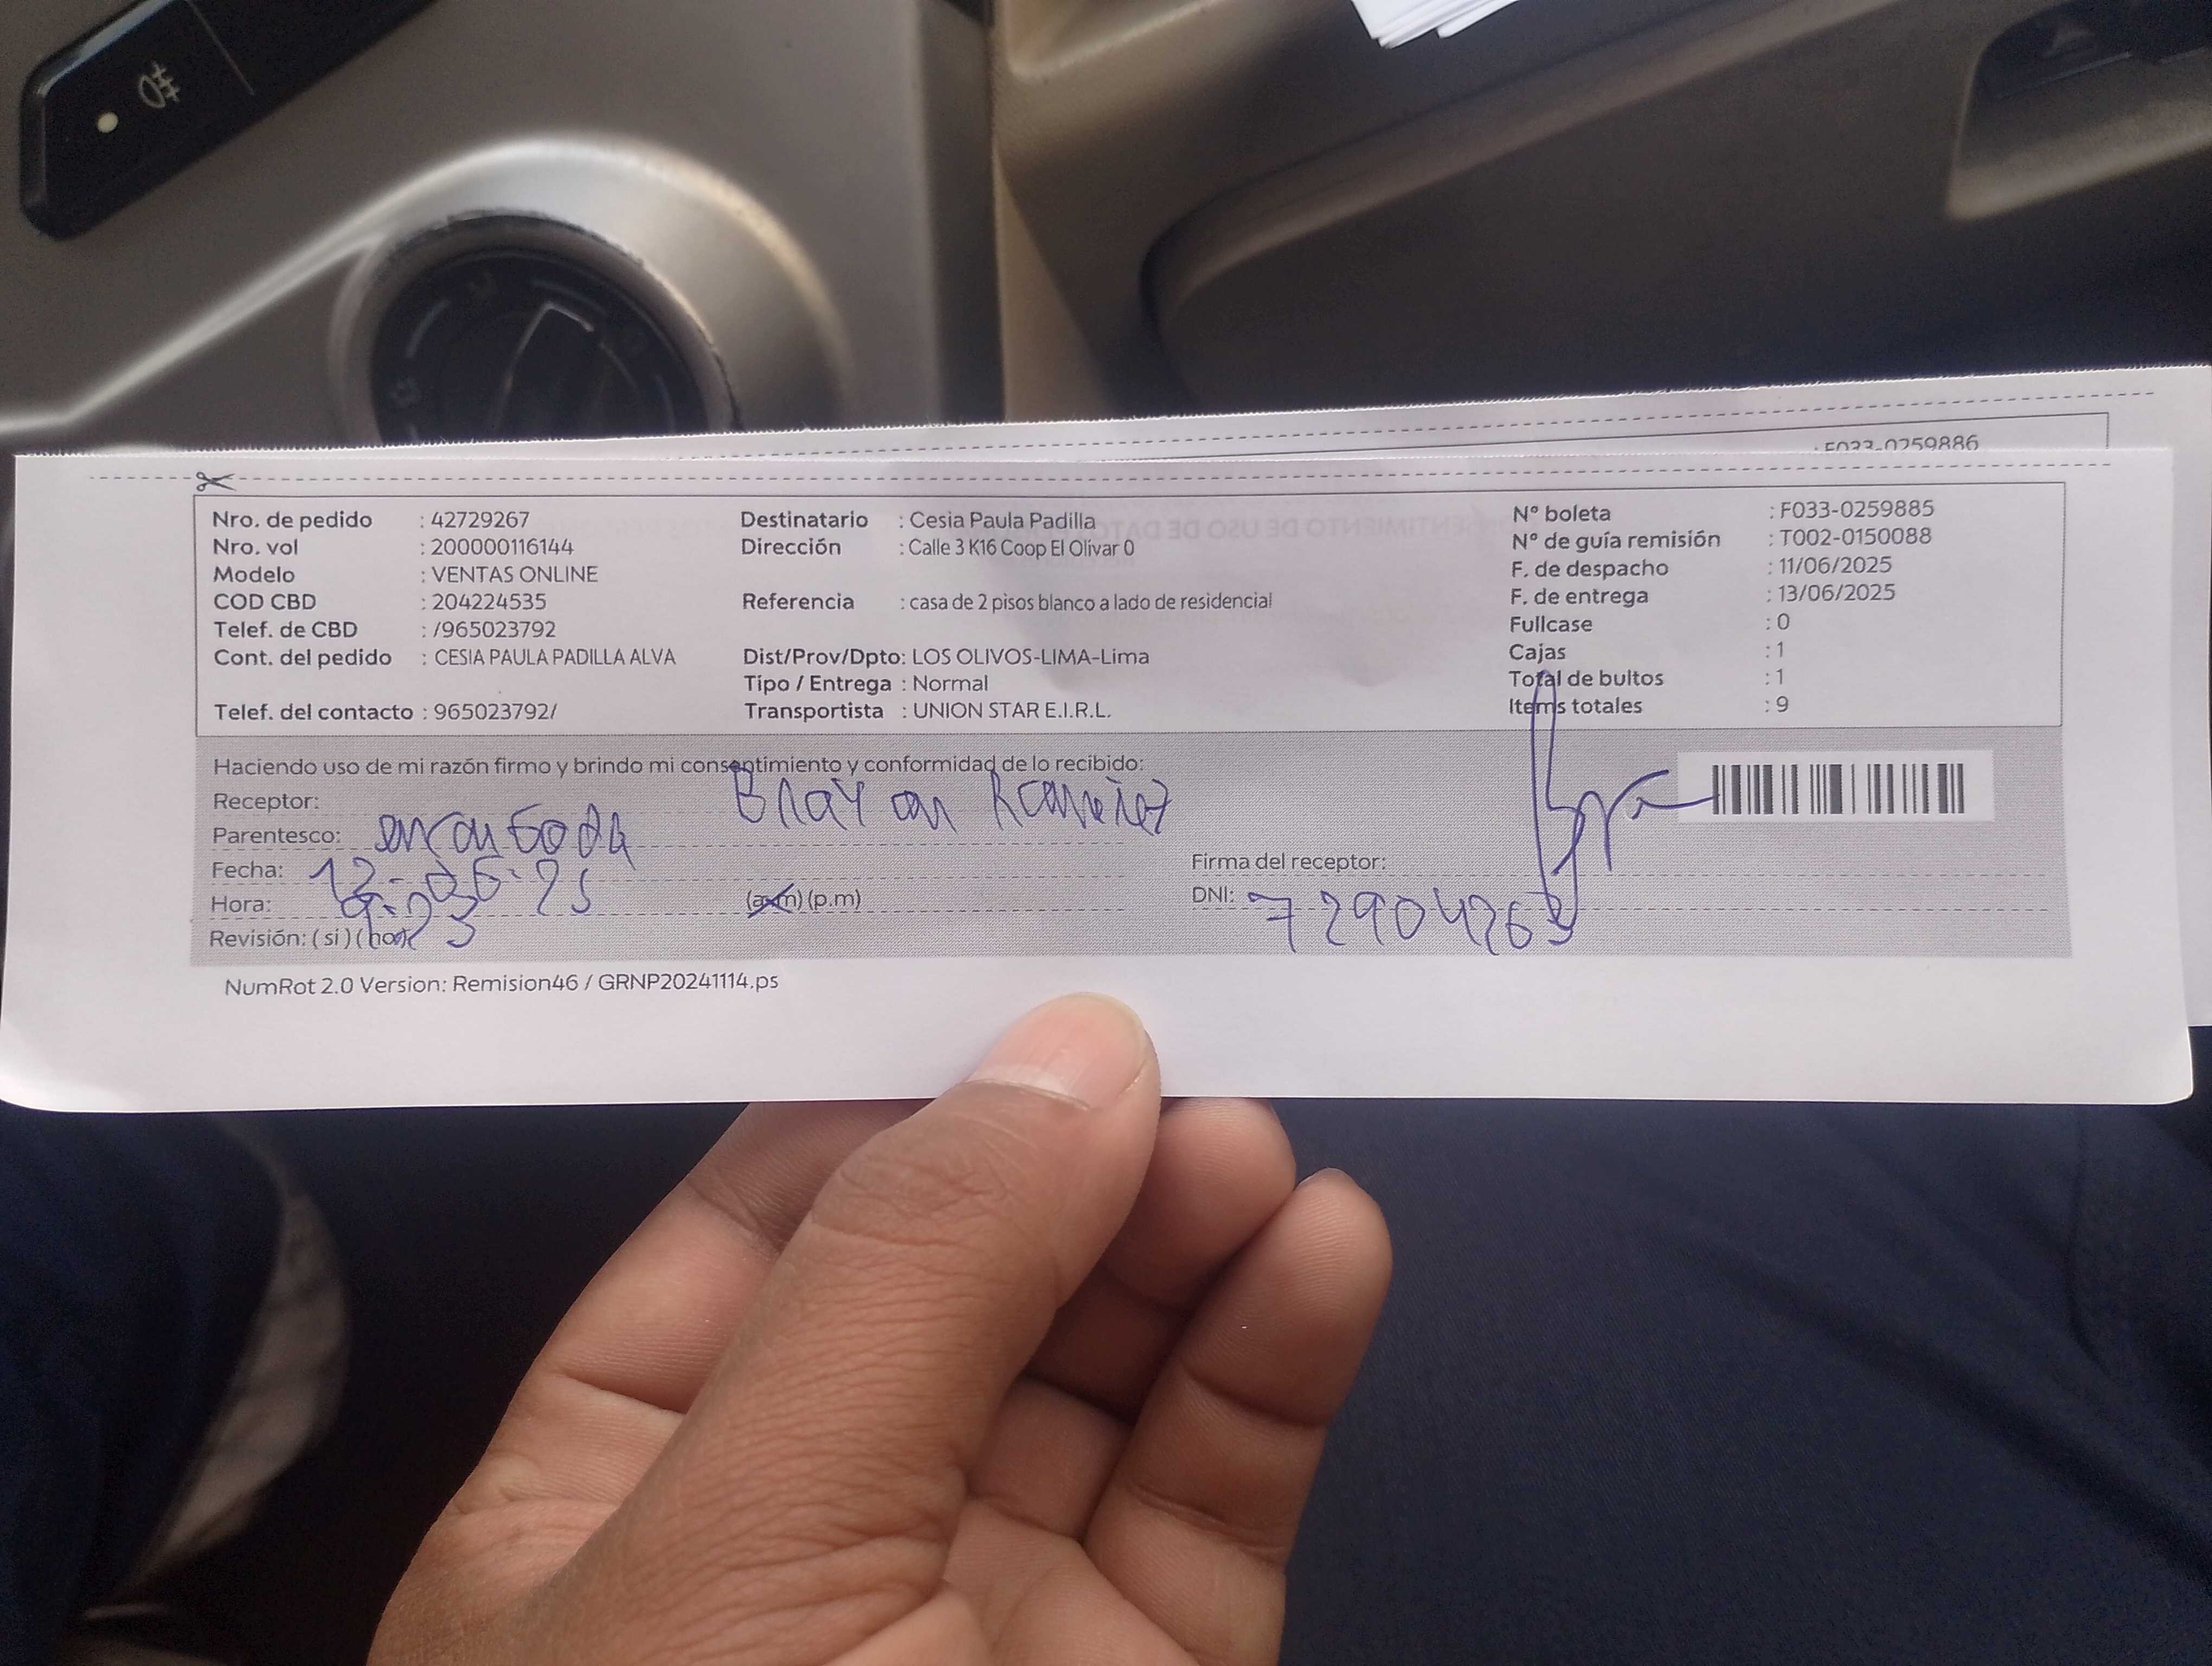 : F033-0259886
Nro. de pedido : 42729267
Nro. vol : 200000116144
Modelo : VENTAS ONLINE
COD CBD : 204224535
Telef. de CBD : /965023792
Cont. del pedido : CESIA PAULA PADILLA ALVA
Telef. del contacto : 965023792/
Destinatario : Cesia Paula Padilla
Dirección : Calle 3 K16 Coop El Olivar 0
Referencia : casa de 2 pisos blanco a lado de residencial
Dist/Prov/Dpto: LOS OLIVOS-LIMA-Lima
Tipo / Entrega : Normal
Transportista : UNION STAR E.I.R.L.
N° boleta : F033-0259885
N° de guía remisión : T002-0150088
F. de despacho : 11/06/2025
F. de entrega : 13/06/2025
Fullcase : 0
Cajas : 1
Total de bultos : 1
Items totales : 9
Haciendo uso de mi razón firmo y brindo mi consentimiento y conformidad de lo recibido:
Receptor: Brayan Ramirez
Parentesco:
Fecha:
Hora: (a.m) (p.m)
Revisión: ( si ) ( no )
Firma del receptor:
DNI:
NumRot 2.0 Version: Remision46 / GRNP20241114.ps